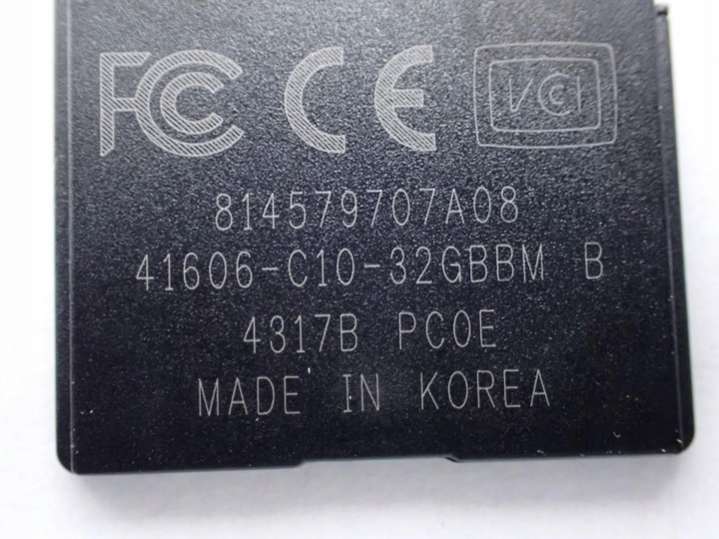 FC CE VCI
814579707A08
41606-C10-32GBBM B
4317B PC0E
MADE IN KOREA